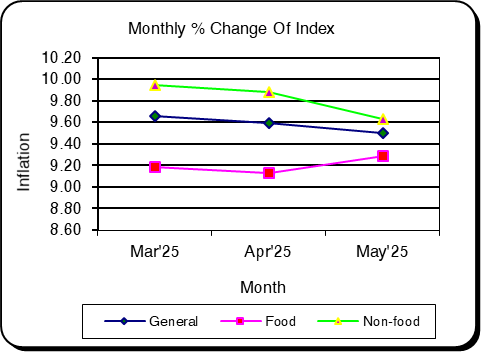 Monthly % Change Of Index
10.20
10.00
9.80
9.60
9.40
9.20
9.00
8.80
8.60
Inflation
Mar'25 Apr'25 May'25
Month
General Food Non-food